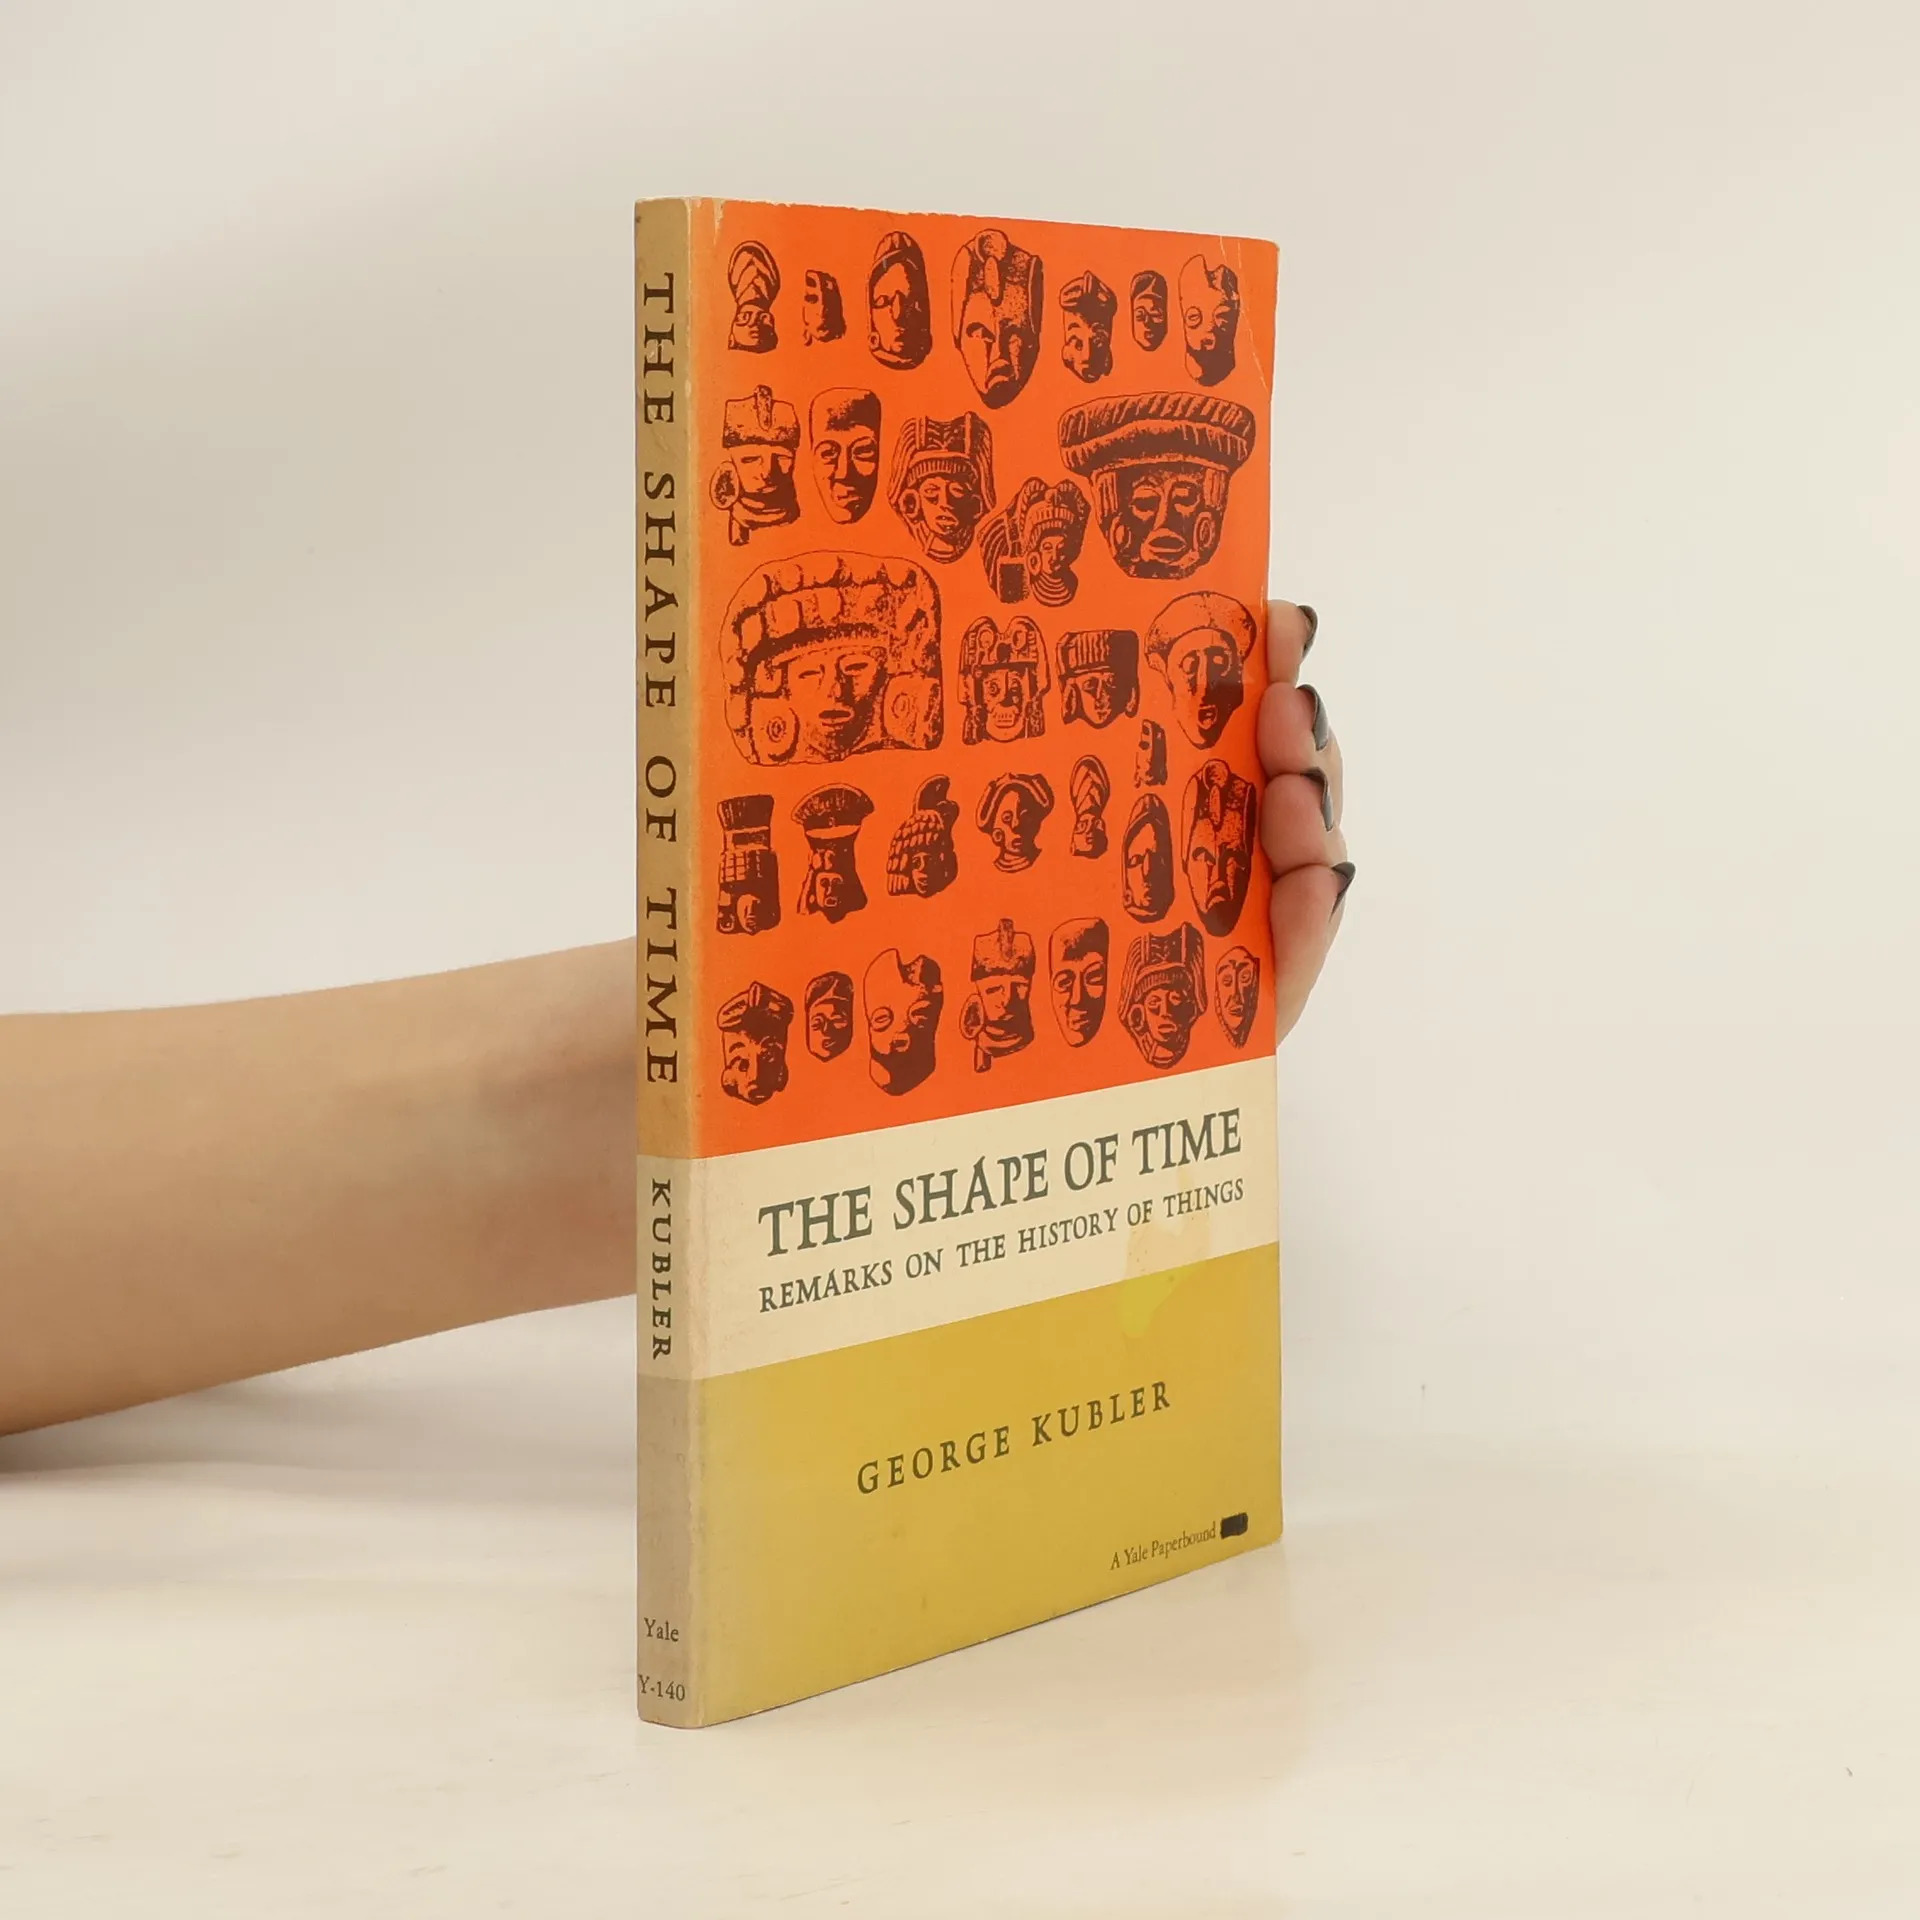 THE SHAPE OF TIME
KUBLER
Yale
Y-140
THE SHAPE OF TIME
REMARKS ON THE HISTORY OF THINGS
GEORGE KUBLER
A Yale Paperbound